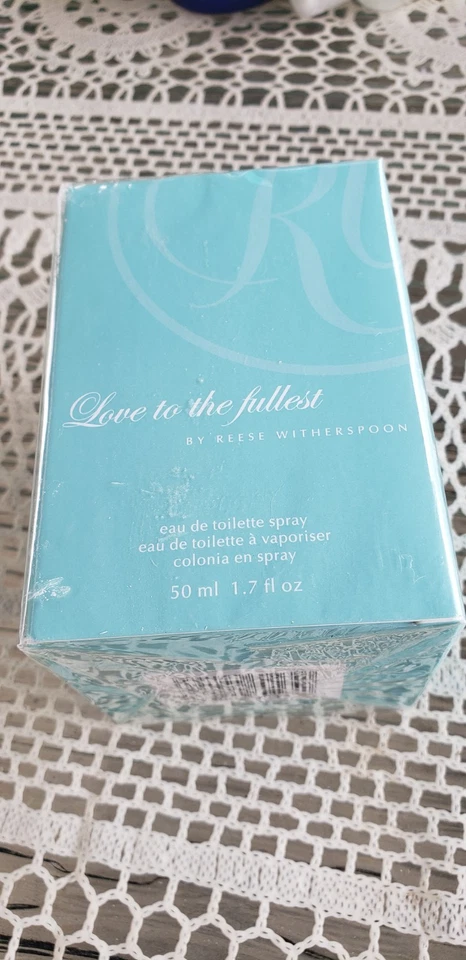 R
Love to the fullest
BY REESE WITHERSPOON
eau de toilette spray
eau de toilette à vaporiser
colonia en spray
50 ml 1.7 fl oz